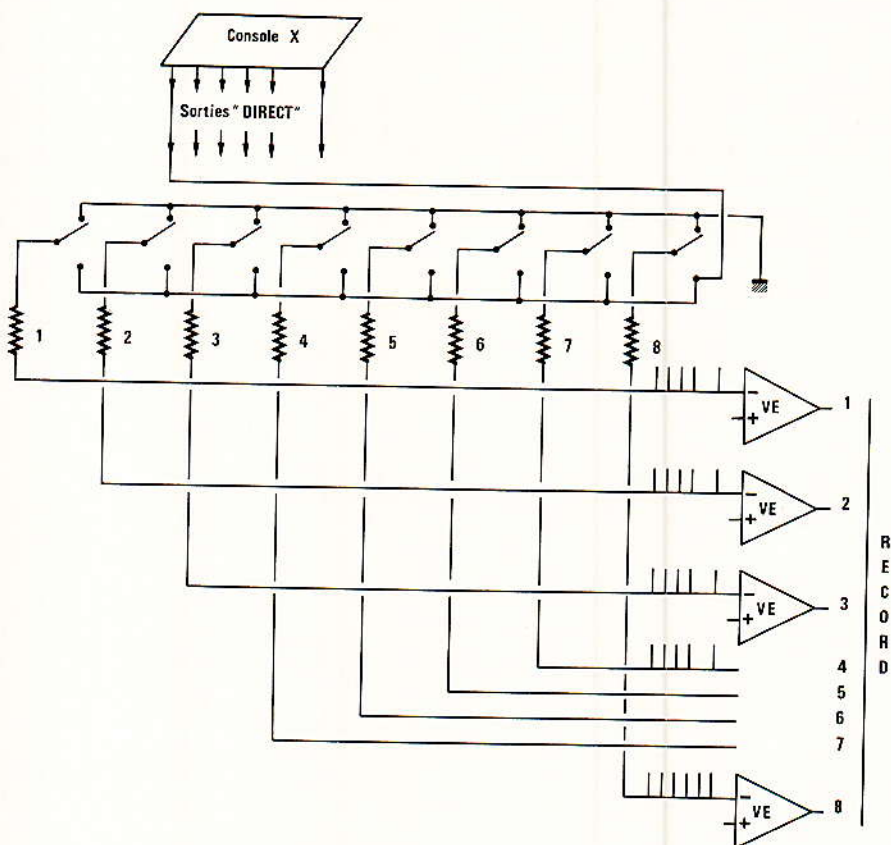 Console X
Sorties "DIRECT"
1 2 3 4 5 6 7 8
- + VE 1
- + VE 2
- + VE 3
4
5
6
7
- + VE 8
RECORD